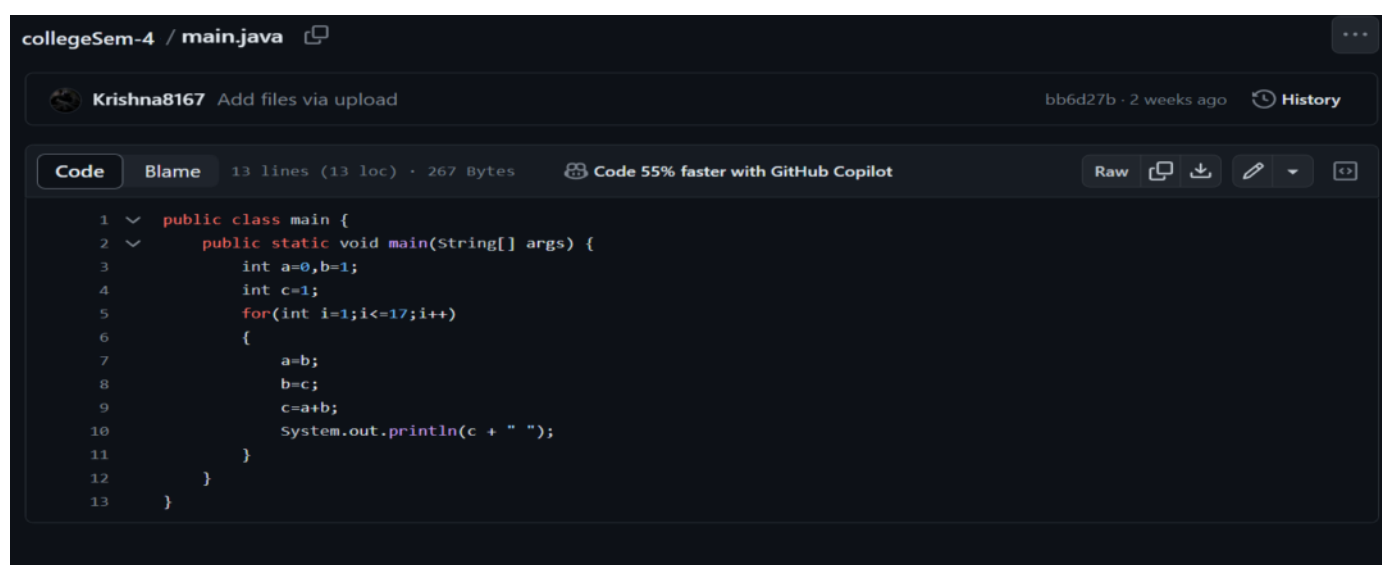 collegeSem-4 / main.java
Krishna8167 Add files via upload bb6d27b · 2 weeks ago History
Code Blame 13 lines (13 loc) · 267 Bytes Code 55% faster with GitHub Copilot Raw
1 public class main {
2     public static void main(String[] args) {
3         int a=0,b=1;
4         int c=1;
5         for(int i=1;i<=17;i++)
6         {
7             a=b;
8             b=c;
9             c=a+b;
10             System.out.println(c + " ");
11         }
12     }
13 }